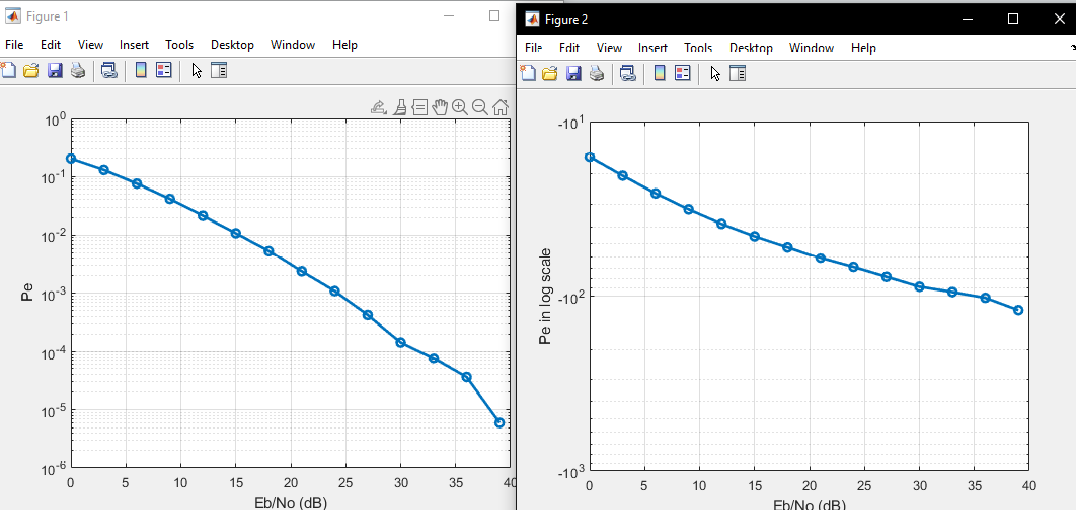 Figure 1
File Edit View Insert Tools Desktop Window Help
10^0
10^-1
10^-2
10^-3
10^-4
10^-5
10^-6
Pe
0 5 10 15 20 25 30 35 40
Eb/No (dB)
Figure 2
File Edit View Insert Tools Desktop Window Help
-10^1
-10^2
-10^3
Pe in log scale
0 5 10 15 20 25 30 35 40
Eb/No (dB)